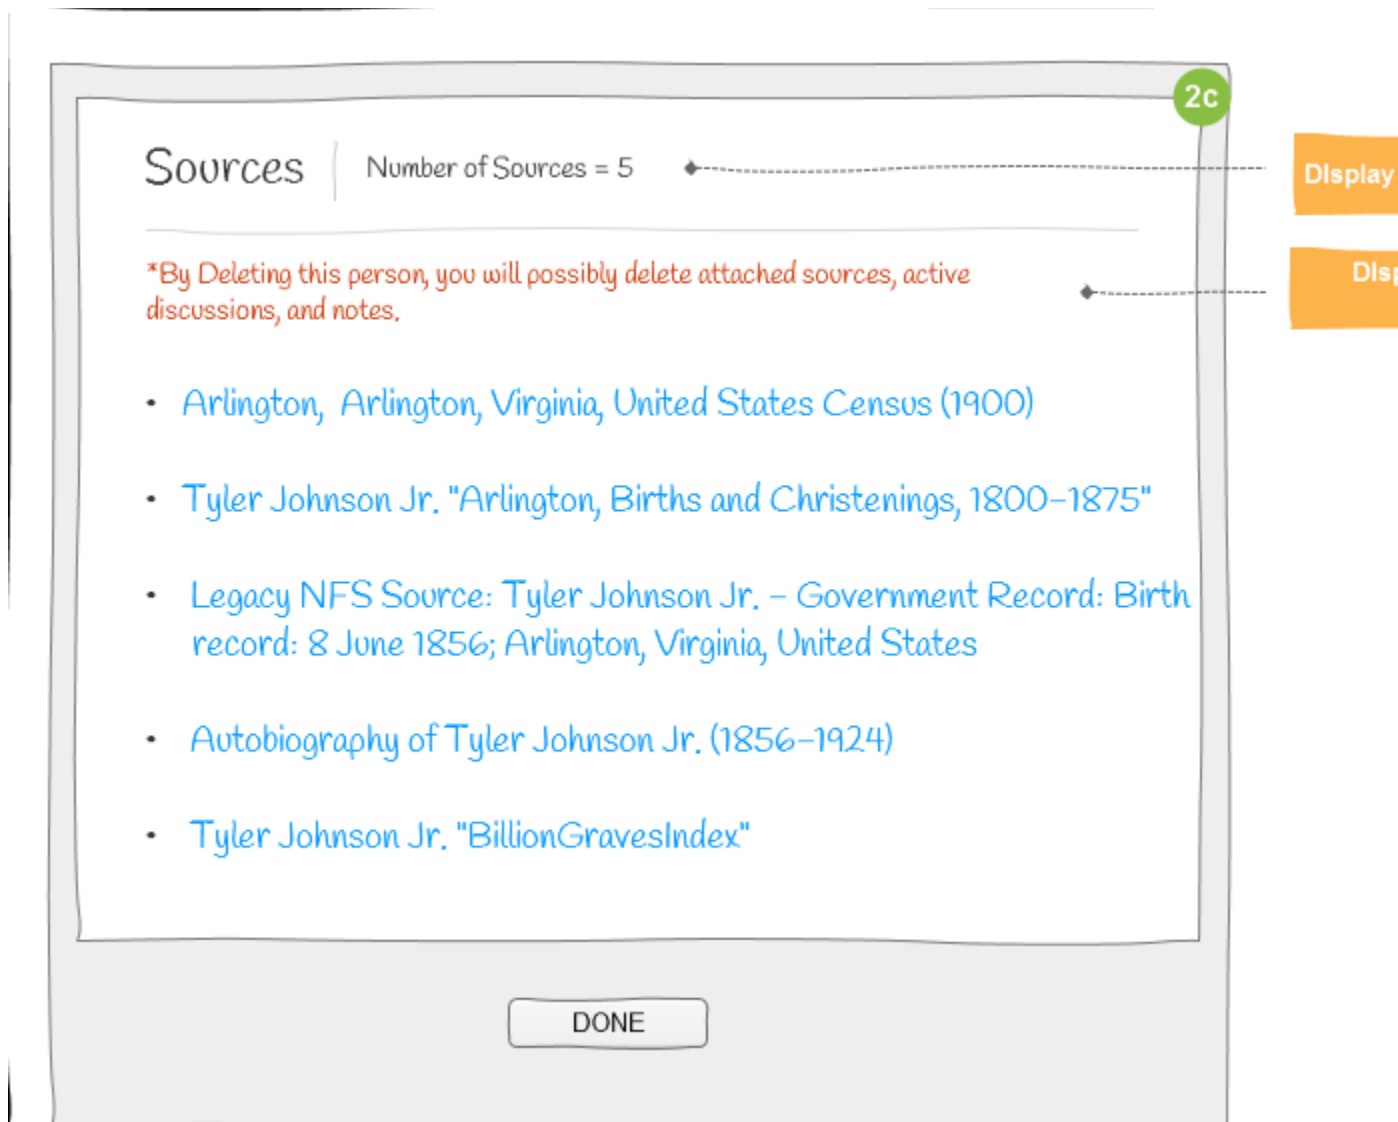 2c
Sources
Number of Sources = 5
DIsplay
*By Deleting this person, you will possibly delete attached sources, active
discussions, and notes.
• Arlington,  Arlington, Virginia, United States Census (1900)
• Tyler Johnson Jr. "Arlington, Births and Christenings, 1800-1875"
• Legacy NFS Source: Tyler Johnson Jr. - Government Record: Birth
record: 8 June 1856; Arlington, Virginia, United States
• Autobiography of Tyler Johnson Jr. (1856-1924)
• Tyler Johnson Jr. "BillionGravesIndex"
DONE